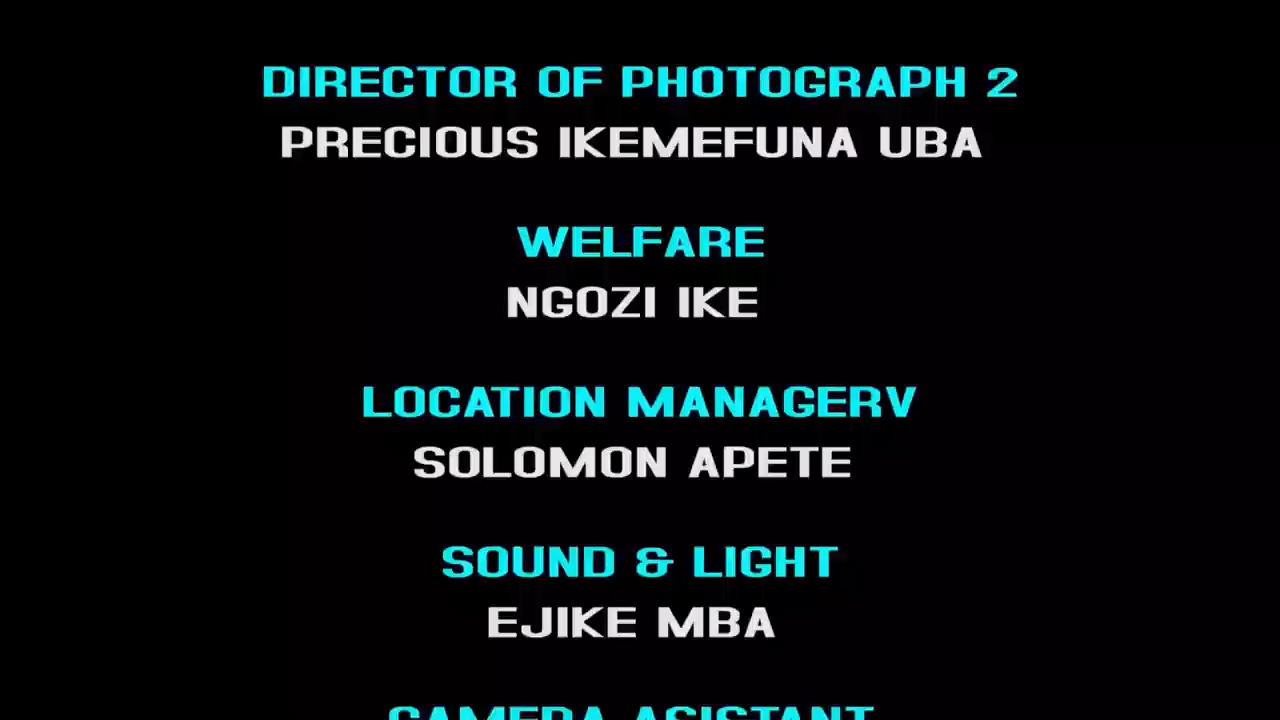 DIRECTOR OF PHOTOGRAPH 2
PRECIOUS IKEMEFUNA UBA
WELFARE
NGOZI IKE
LOCATION MANAGERV
SOLOMON APETE
SOUND & LIGHT
EJIKE MBA
CAMERA ASISTANT